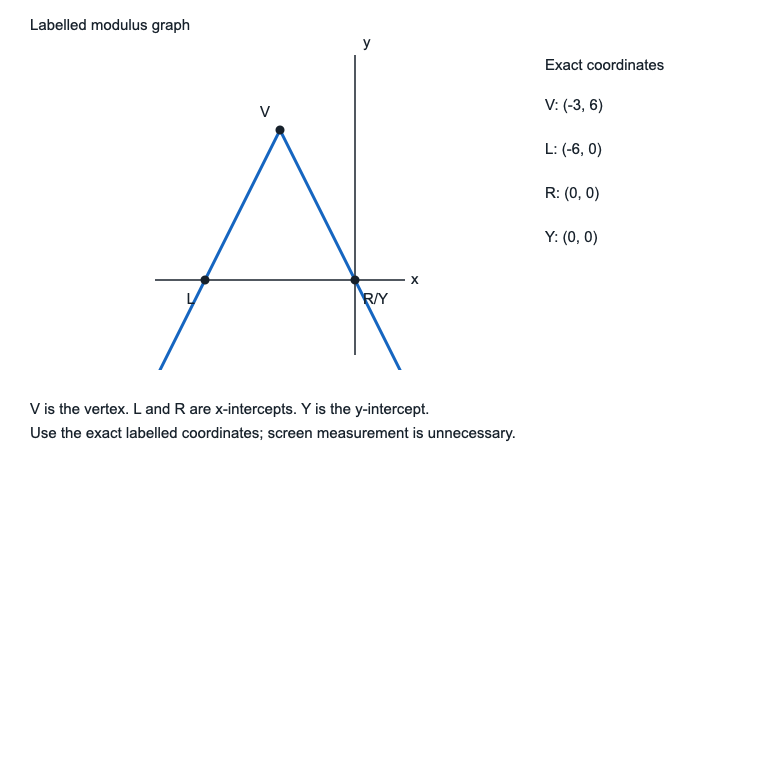 Labelled modulus graph
y
V
x
L
R/Y
Exact coordinates
V: (-3, 6)
L: (-6, 0)
R: (0, 0)
Y: (0, 0)
V is the vertex. L and R are x-intercepts. Y is the y-intercept.
Use the exact labelled coordinates; screen measurement is unnecessary.